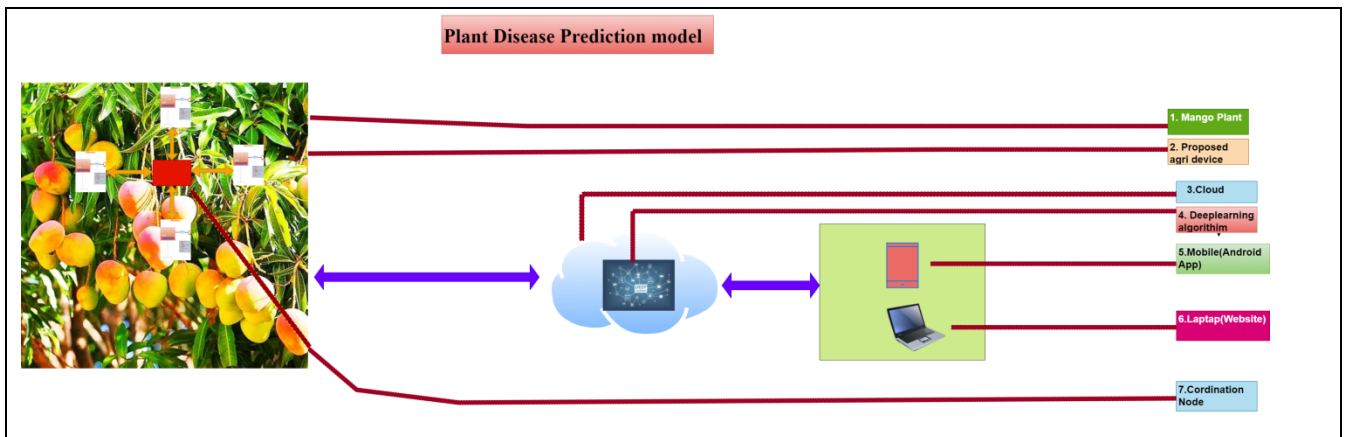 Plant Disease Prediction model
1. Mango Plant
2. Proposed
agri device
3.Cloud
4. Deeplearning
algorithim
5.Mobile(Android
App)
6.Laptap(Website)
7.Cordination
Node